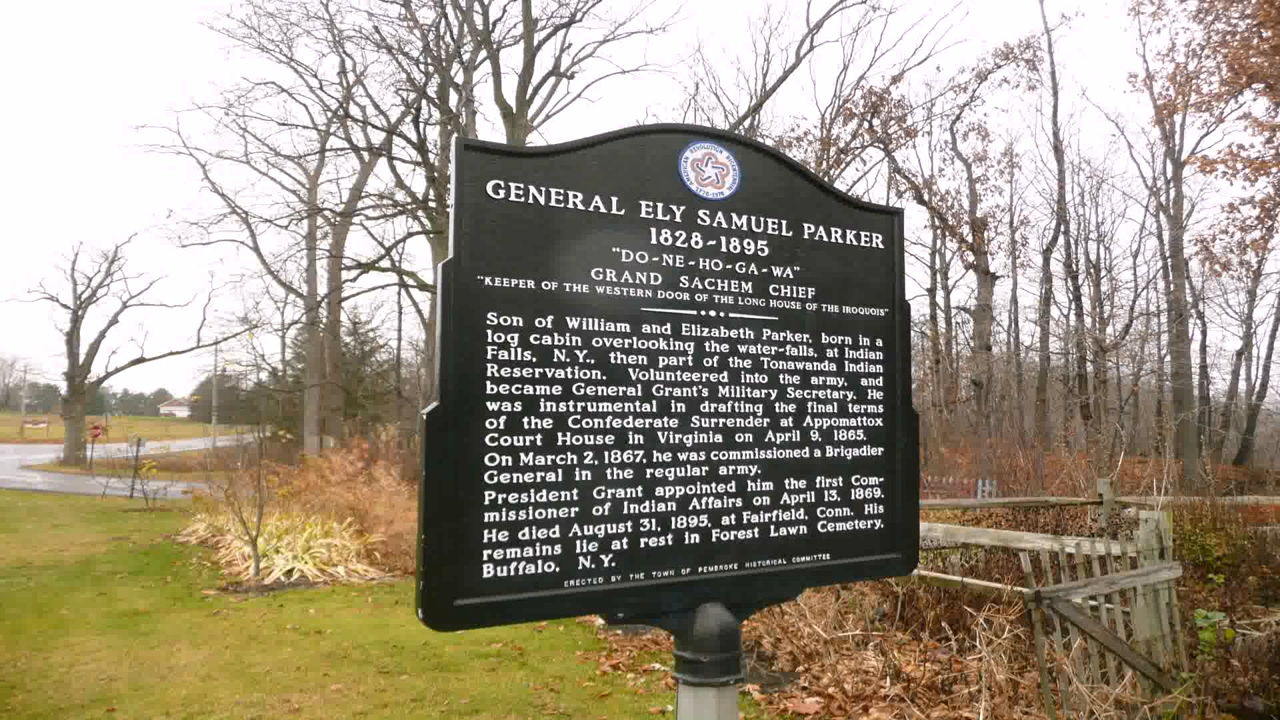 AMERICAN REVOLUTION BICENTENNIAL
1776-1976
GENERAL ELY SAMUEL PARKER
1828-1895
"DO-NE-HO-GA-WA"
GRAND SACHEM CHIEF
"KEEPER OF THE WESTERN DOOR OF THE LONG HOUSE OF THE IROQUOIS"
Son of William and Elizabeth Parker, born in a
log cabin overlooking the water-falls, at Indian
Falls, N.Y., then part of the Tonawanda Indian
Reservation. Volunteered into the army, and
became General Grant's Military Secretary. He
was instrumental in drafting the final terms
of the Confederate Surrender at Appomattox
Court House in Virginia on April 9, 1865.
On March 2, 1867, he was commissioned a Brigadier
General in the regular army.
President Grant appointed him the first Com-
missioner of Indian Affairs on April 13, 1869.
He died August 31, 1895, at Fairfield, Conn. His
remains lie at rest in Forest Lawn Cemetery,
Buffalo, N.Y.
ERECTED BY THE TOWN OF PEMBROKE HISTORICAL COMMITTEE